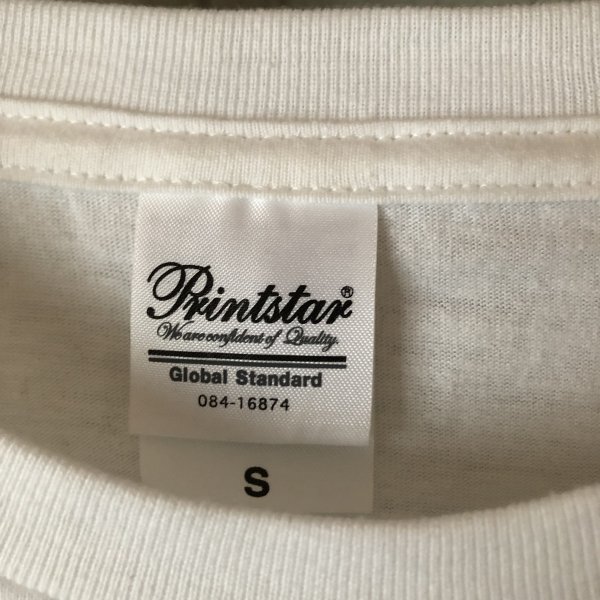 Printstar®
We are confident of Quality.
Global Standard
084-16874
S